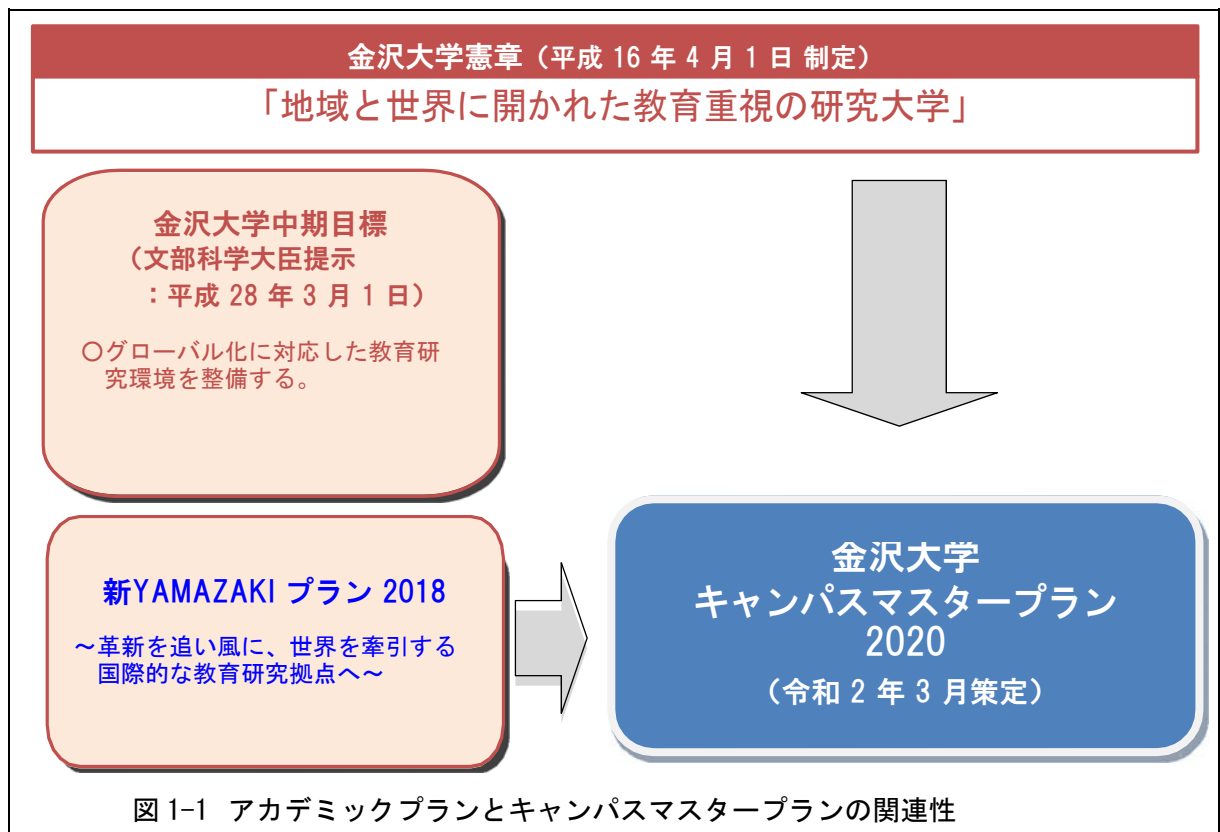 金沢大学憲章（平成 16 年 4 月 1 日 制定）
「地域と世界に開かれた教育重視の研究大学」
金沢大学中期目標
（文部科学大臣提示
：平成 28 年 3 月 1 日）
○グローバル化に対応した教育研
究環境を整備する。
新YAMAZAKI プラン 2018
～革新を追い風に、世界を牽引する
国際的な教育研究拠点へ～
金沢大学
キャンパスマスタープラン
2020
（令和 2 年 3 月策定）
図 1-1 アカデミックプランとキャンパスマスタープランの関連性